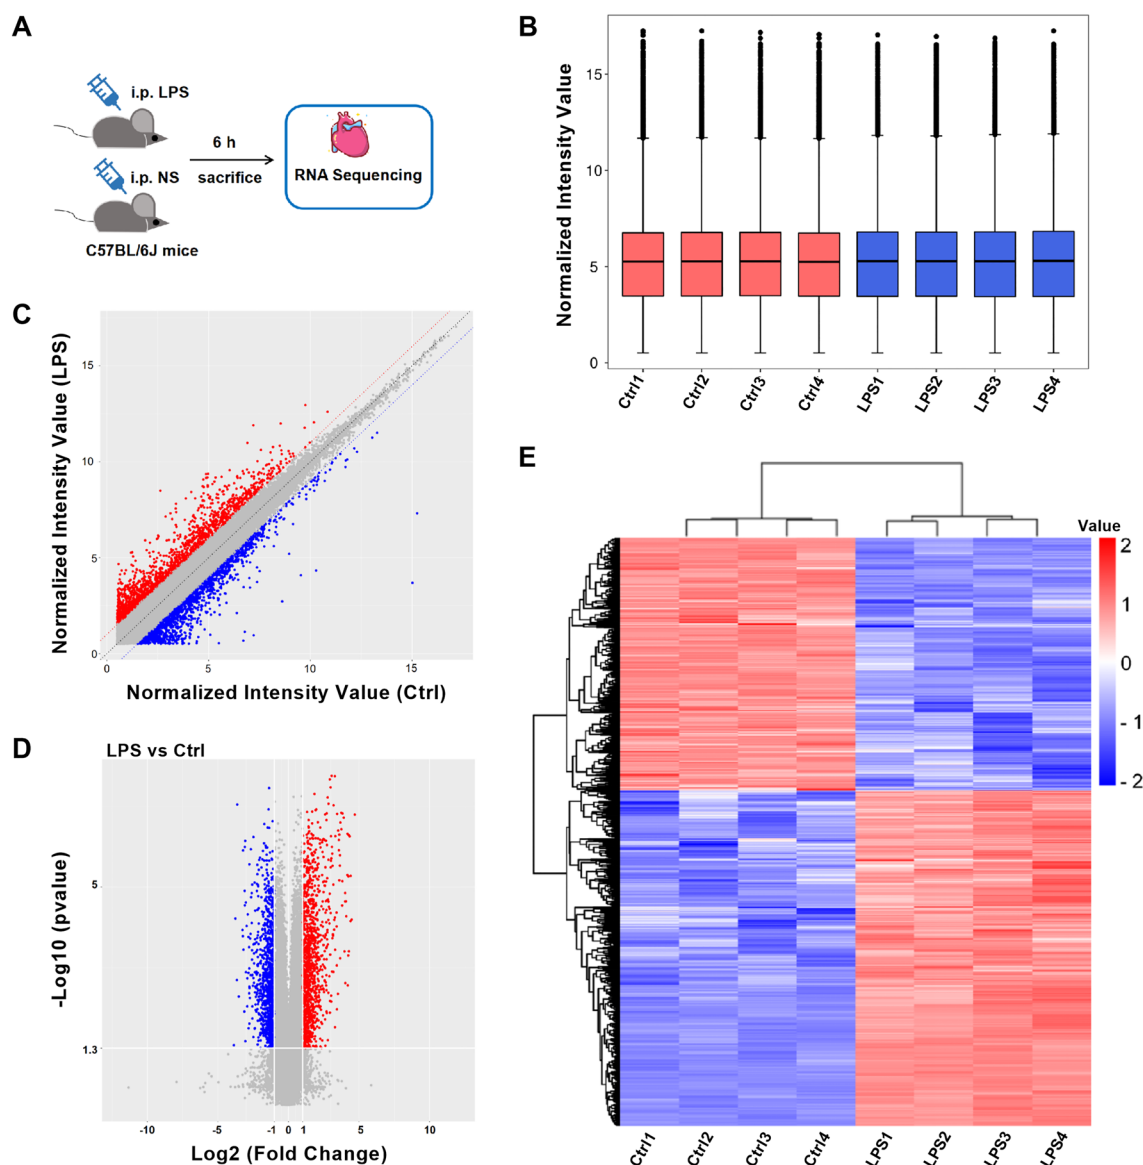 A
i.p. LPS
i.p. NS
C57BL/6J mice
6 h
sacrifice
RNA Sequencing
B
Normalized Intensity Value
15
10
5
0
Ctrl1
Ctrl2
Ctrl3
Ctrl4
LPS1
LPS2
LPS3
LPS4
C
Normalized Intensity Value (LPS)
15
10
5
0
0
5
10
15
Normalized Intensity Value (Ctrl)
D
LPS vs Ctrl
-Log10 (pvalue)
5
1.3
-10
-5
-1
0
1
5
10
Log2 (Fold Change)
E
Value
2
1
0
- 1
- 2
Ctrl1
Ctrl2
Ctrl3
Ctrl4
LPS1
LPS2
LPS3
LPS4